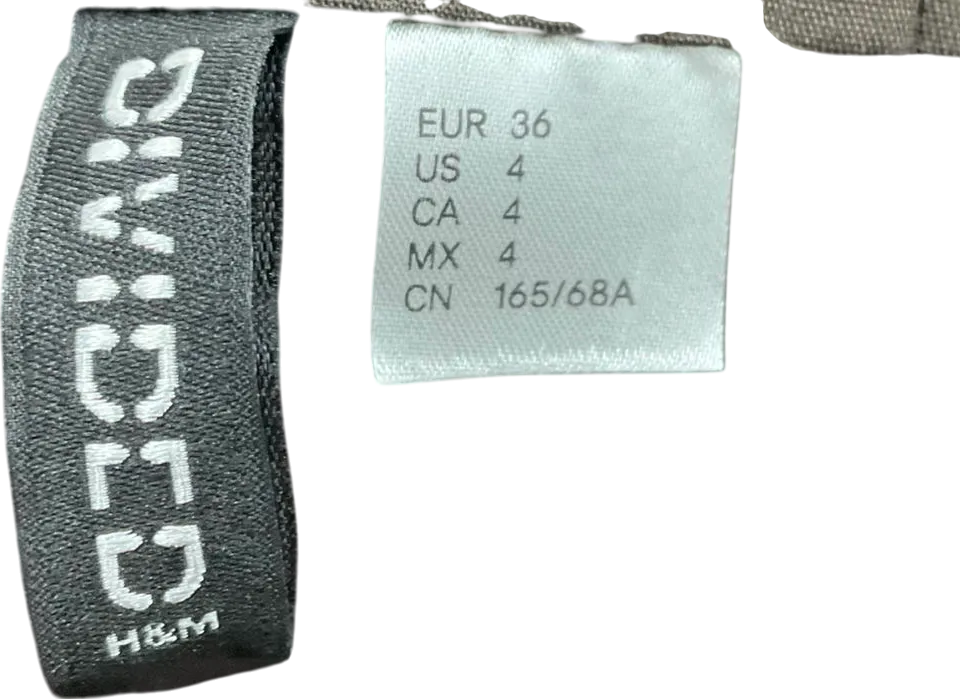 DIVIDED
H&M
EUR 36
US 4
CA 4
MX 4
CN 165/68A